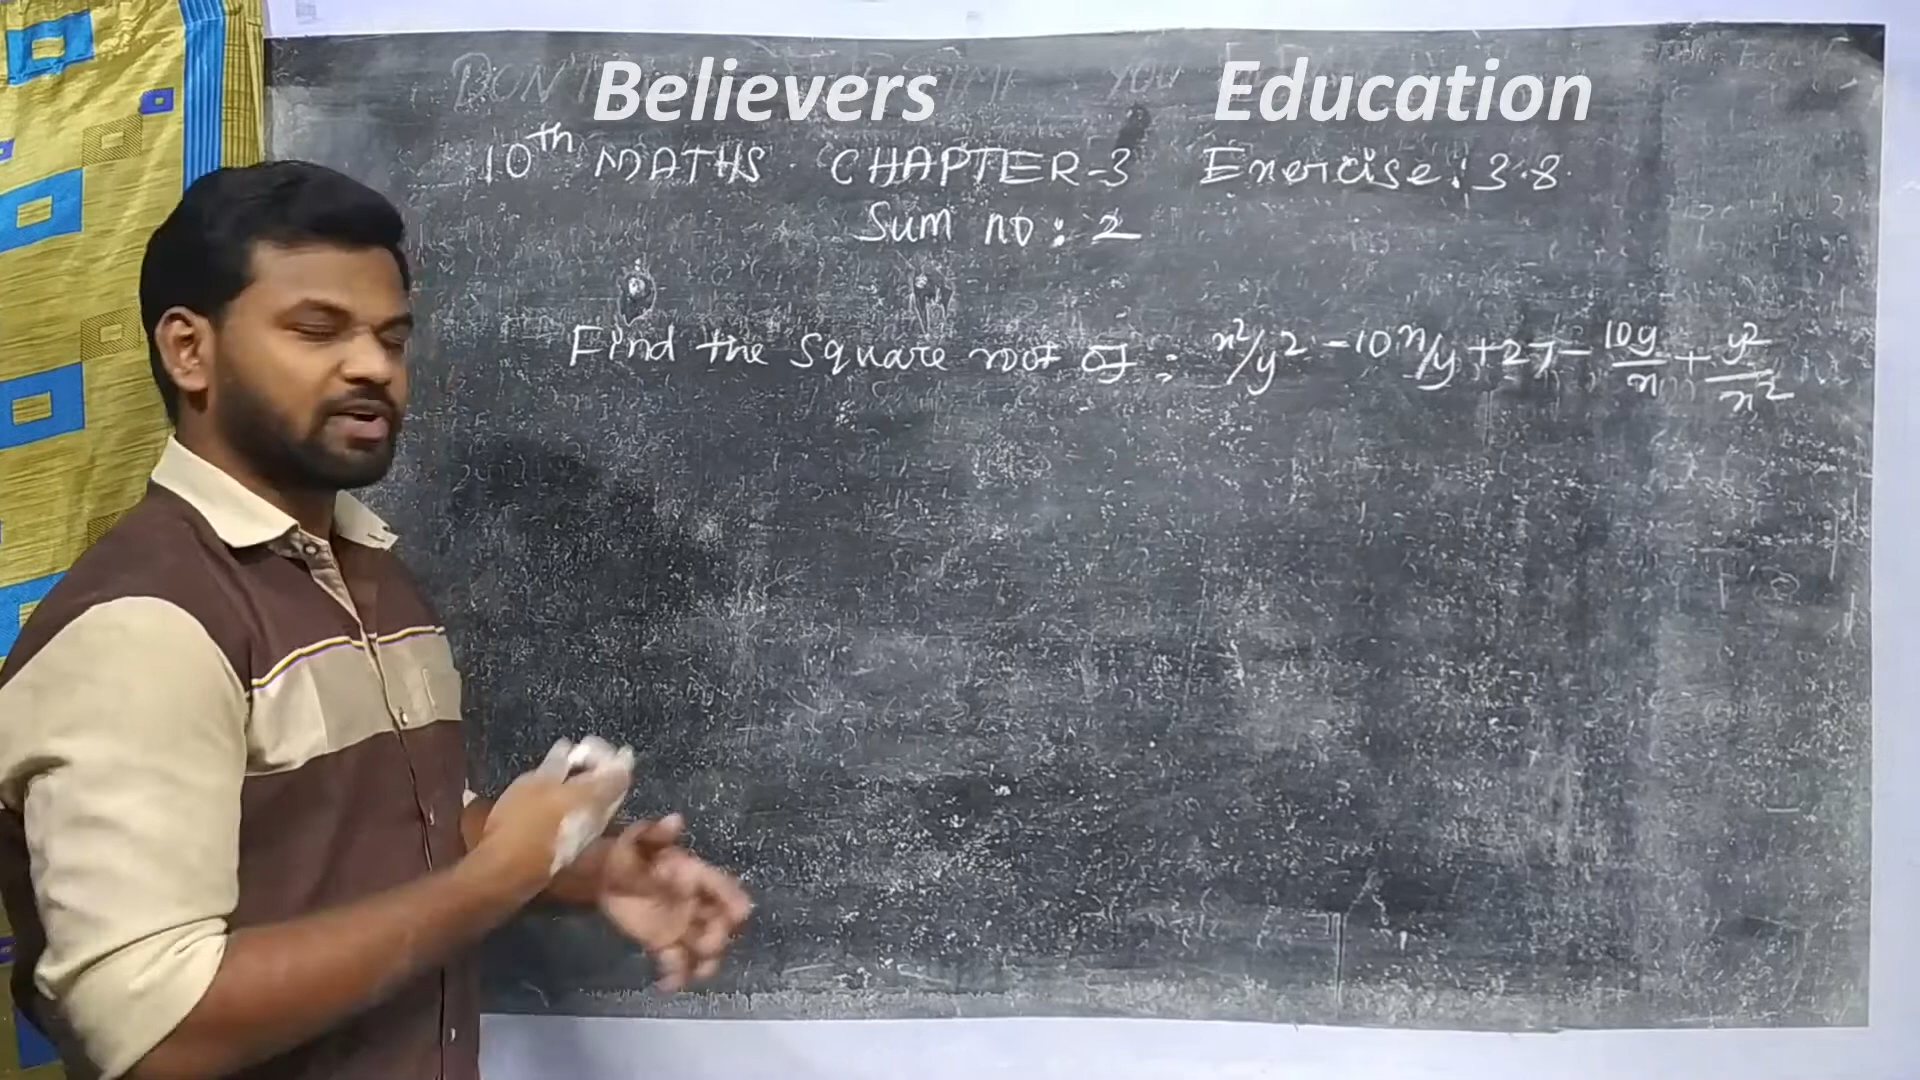 Believers Education
10th MATHS CHAPTER-3 Exercise: 3.8
Sum no: 2
Find the square root of : x²/y² - 10x/y + 27 - 10y/x + y²/x²